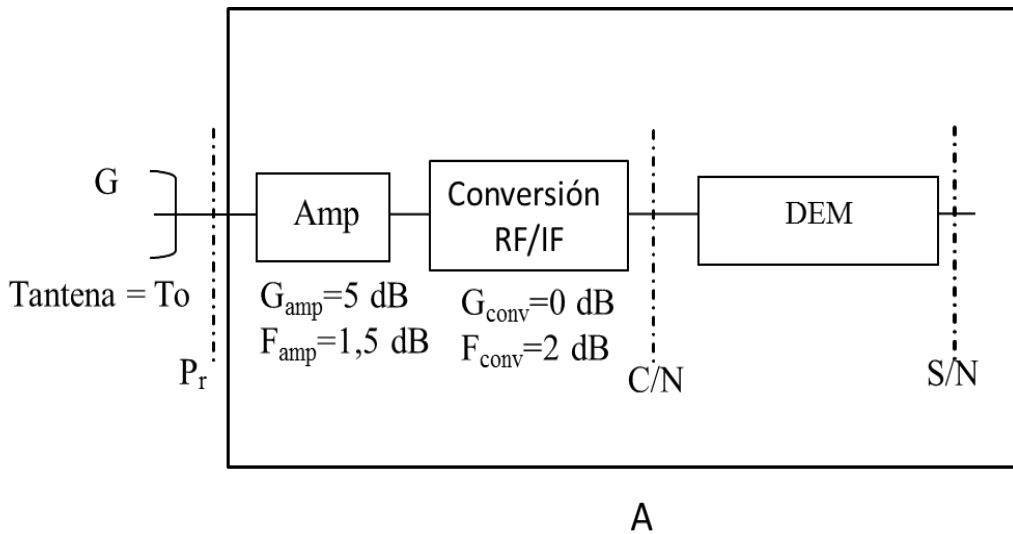 G
Tantena = To
P_r
Amp
G_amp=5 dB
F_amp=1,5 dB
Conversión
RF/IF
G_conv=0 dB
F_conv=2 dB
C/N
DEM
S/N
A